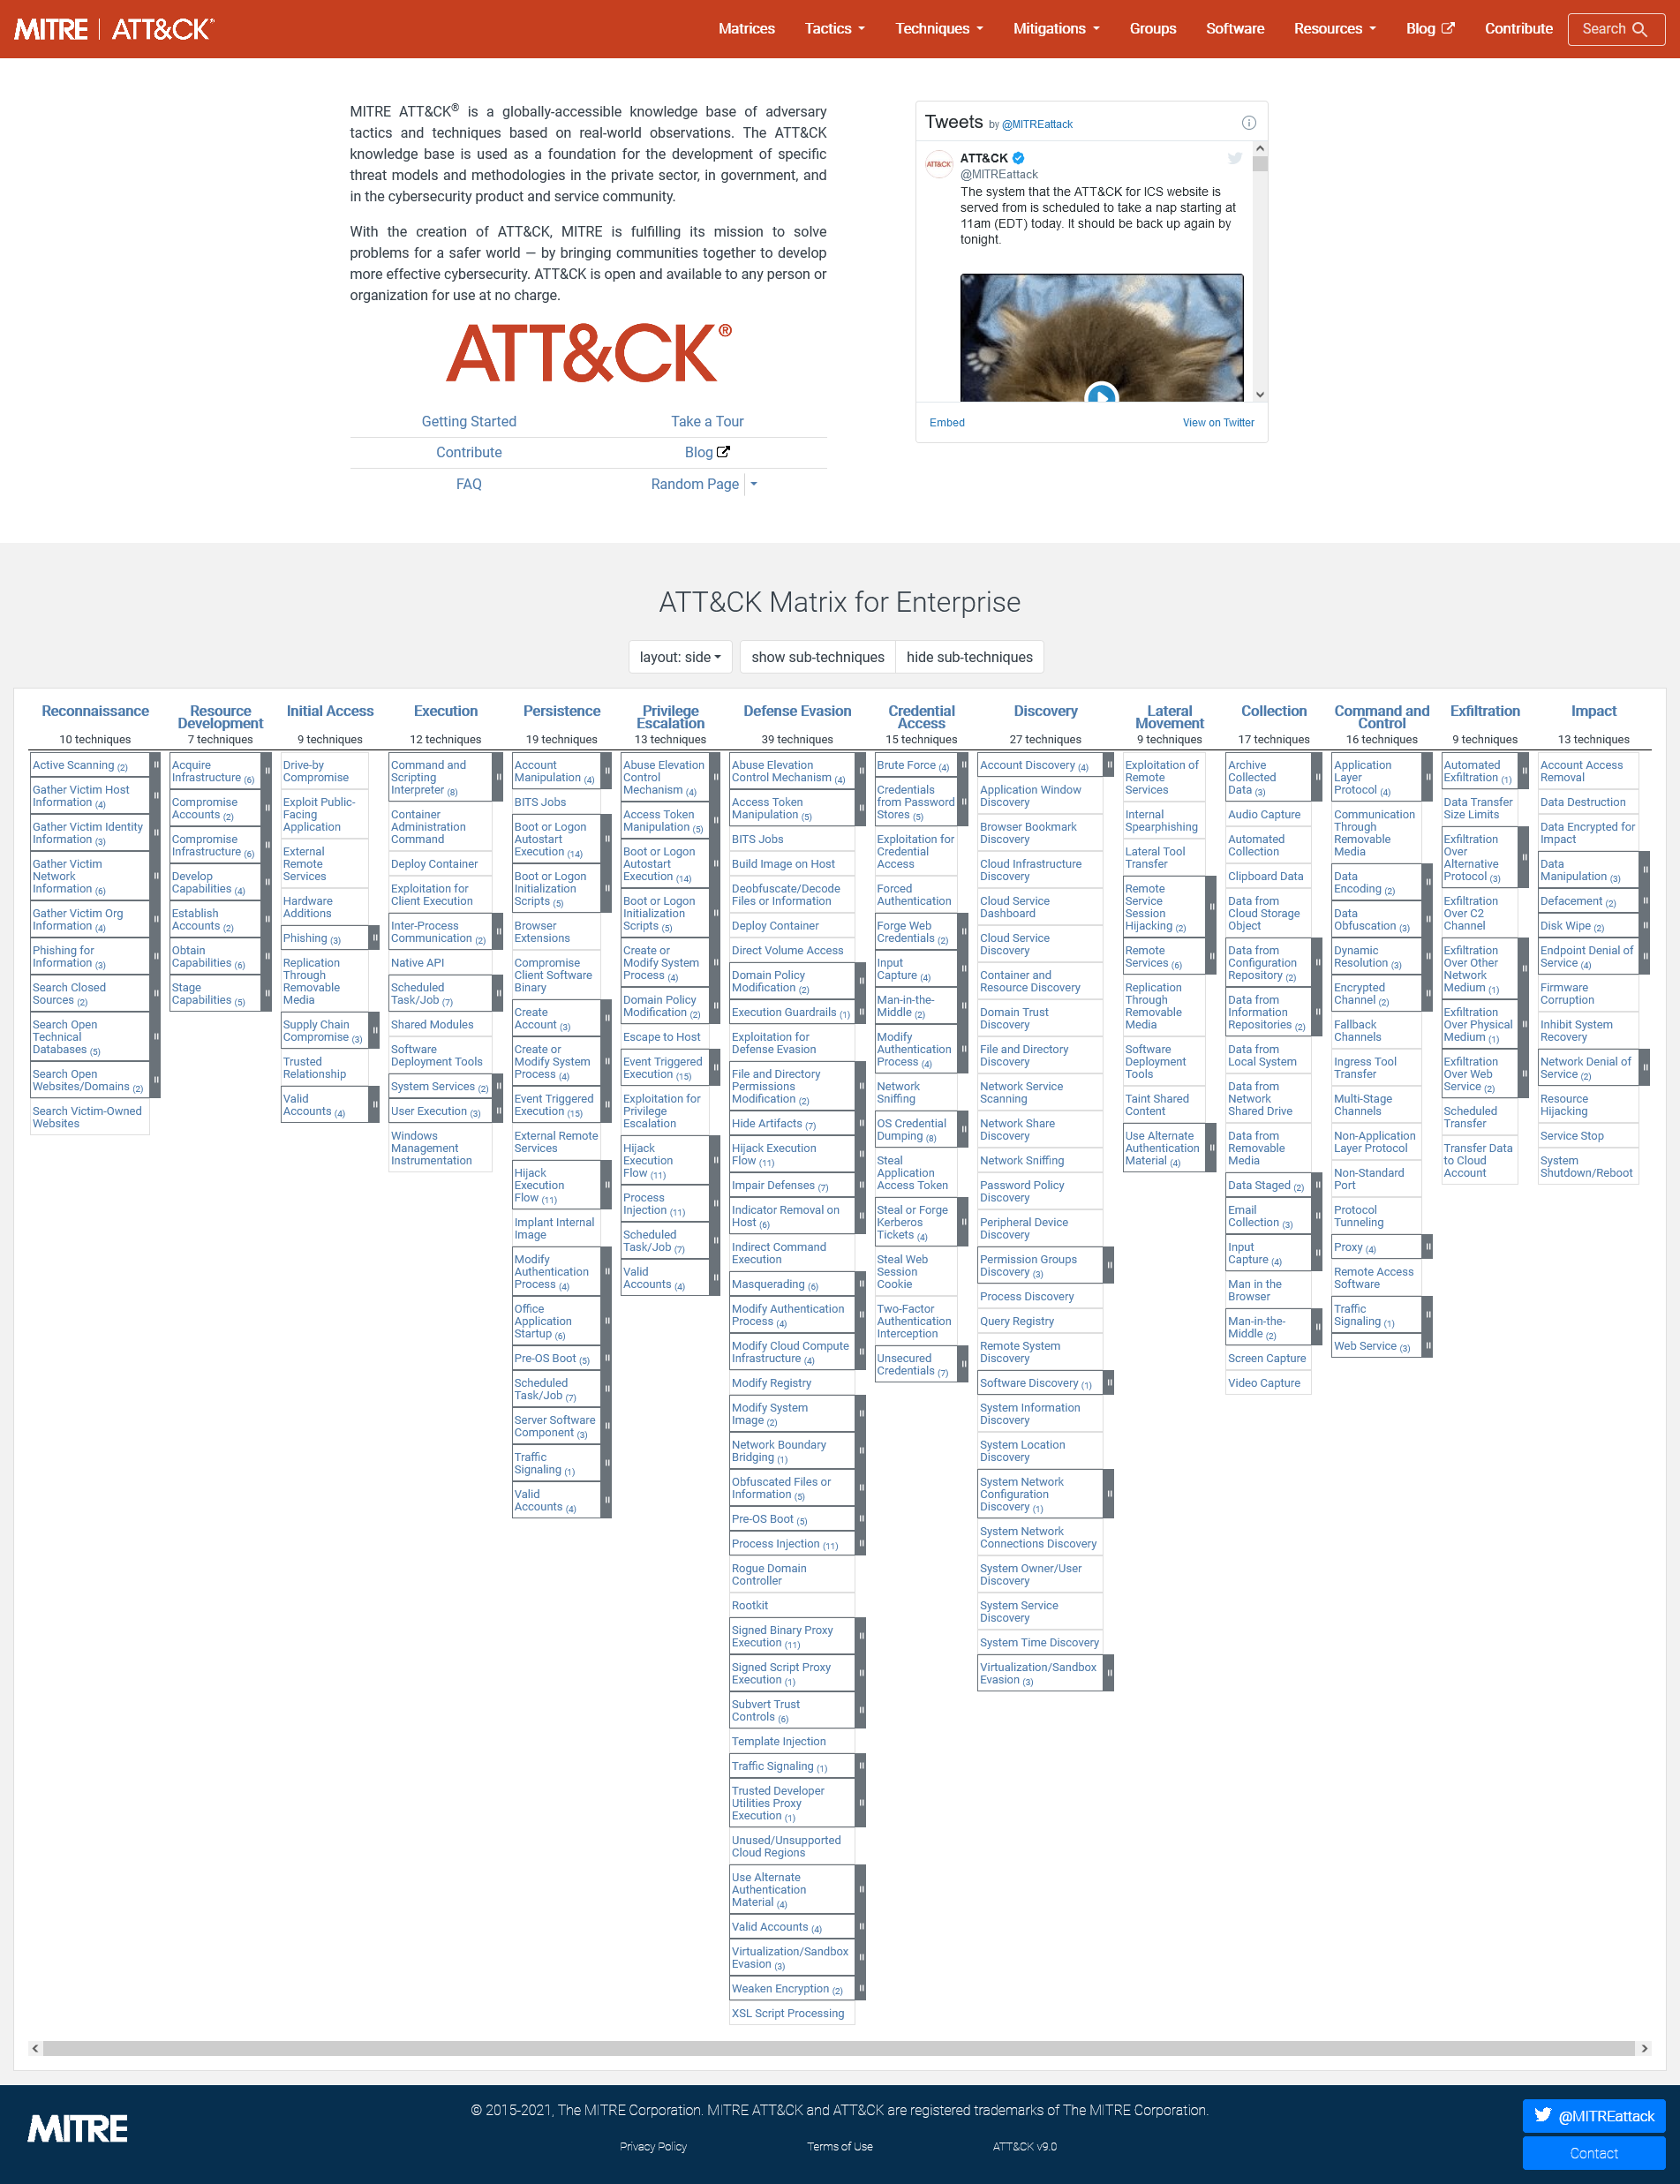 MITRE | ATT&CK®
Matrices Tactics Techniques Mitigations Groups Software Resources Blog Contribute Search
MITRE ATT&CK® is a globally-accessible knowledge base of adversary
tactics and techniques based on real-world observations. The ATT&CK
knowledge base is used as a foundation for the development of specific
threat models and methodologies in the private sector, in government, and
in the cybersecurity product and service community.
With the creation of ATT&CK, MITRE is fulfilling its mission to solve
problems for a safer world — by bringing communities together to develop
more effective cybersecurity. ATT&CK is open and available to any person or
organization for use at no charge.
ATT&CK®
Getting Started Take a Tour
Contribute Blog
FAQ Random Page
Tweets by @MITREattack
ATT&CK
ATT&CK
@MITREattack
The system that the ATT&CK for ICS website is
served from is scheduled to take a nap starting at
11am (EDT) today. It should be back up again by
tonight.
Embed View on Twitter
ATT&CK Matrix for Enterprise
layout: side show sub-techniques hide sub-techniques
Reconnaissance
10 techniques
Active Scanning (2)
Gather Victim Host
Information (4)
Gather Victim Identity
Information (3)
Gather Victim
Network
Information (6)
Gather Victim Org
Information (4)
Phishing for
Information (3)
Search Closed
Sources (2)
Search Open
Technical
Databases (5)
Search Open
Websites/Domains (2)
Search Victim-Owned
Websites
Resource
Development
7 techniques
Acquire
Infrastructure (6)
Compromise
Accounts (2)
Compromise
Infrastructure (6)
Develop
Capabilities (4)
Establish
Accounts (2)
Obtain
Capabilities (6)
Stage
Capabilities (5)
Initial Access
9 techniques
Drive-by
Compromise
Exploit Public-
Facing
Application
External
Remote
Services
Hardware
Additions
Phishing (3)
Replication
Through
Removable
Media
Supply Chain
Compromise (3)
Trusted
Relationship
Valid
Accounts (4)
Execution
12 techniques
Command and
Scripting
Interpreter (8)
Container
Administration
Command
Deploy Container
Exploitation for
Client Execution
Inter-Process
Communication (2)
Native API
Scheduled
Task/Job (7)
Shared Modules
Software
Deployment Tools
System Services (2)
User Execution (3)
Windows
Management
Instrumentation
Persistence
19 techniques
Account
Manipulation (4)
BITS Jobs
Boot or Logon
Autostart
Execution (14)
Boot or Logon
Initialization
Scripts (5)
Browser
Extensions
Compromise
Client Software
Binary
Create
Account (3)
Create or
Modify System
Process (4)
Event Triggered
Execution (15)
External Remote
Services
Hijack
Execution
Flow (11)
Implant Internal
Image
Modify
Authentication
Process (4)
Office
Application
Startup (6)
Pre-OS Boot (5)
Scheduled
Task/Job (7)
Server Software
Component (3)
Traffic
Signaling (1)
Valid
Accounts (4)
Privilege
Escalation
13 techniques
Abuse Elevation
Control
Mechanism (4)
Access Token
Manipulation (5)
Boot or Logon
Autostart
Execution (14)
Boot or Logon
Initialization
Scripts (5)
Create or
Modify System
Process (4)
Domain Policy
Modification (2)
Escape to Host
Event Triggered
Execution (15)
Exploitation for
Privilege
Escalation
Hijack
Execution
Flow (11)
Process
Injection (11)
Scheduled
Task/Job (7)
Valid
Accounts (4)
Defense Evasion
39 techniques
Abuse Elevation
Control Mechanism (4)
Access Token
Manipulation (5)
BITS Jobs
Build Image on Host
Deobfuscate/Decode
Files or Information
Deploy Container
Direct Volume Access
Domain Policy
Modification (2)
Execution Guardrails (1)
Exploitation for
Defense Evasion
File and Directory
Permissions
Modification (2)
Hide Artifacts (7)
Hijack Execution
Flow (11)
Impair Defenses (7)
Indicator Removal on
Host (6)
Indirect Command
Execution
Masquerading (6)
Modify Authentication
Process (4)
Modify Cloud Compute
Infrastructure (4)
Modify Registry
Modify System
Image (2)
Network Boundary
Bridging (1)
Obfuscated Files or
Information (5)
Pre-OS Boot (5)
Process Injection (11)
Rogue Domain
Controller
Rootkit
Signed Binary Proxy
Execution (11)
Signed Script Proxy
Execution (1)
Subvert Trust
Controls (6)
Template Injection
Traffic Signaling (1)
Trusted Developer
Utilities Proxy
Execution (1)
Unused/Unsupported
Cloud Regions
Use Alternate
Authentication
Material (4)
Valid Accounts (4)
Virtualization/Sandbox
Evasion (3)
Weaken Encryption (2)
XSL Script Processing
Credential
Access
15 techniques
Brute Force (4)
Credentials
from Password
Stores (5)
Exploitation for
Credential
Access
Forced
Authentication
Forge Web
Credentials (2)
Input
Capture (4)
Man-in-the-
Middle (2)
Modify
Authentication
Process (4)
Network
Sniffing
OS Credential
Dumping (8)
Steal
Application
Access Token
Steal or Forge
Kerberos
Tickets (4)
Steal Web
Session
Cookie
Two-Factor
Authentication
Interception
Unsecured
Credentials (7)
Discovery
27 techniques
Account Discovery (4)
Application Window
Discovery
Browser Bookmark
Discovery
Cloud Infrastructure
Discovery
Cloud Service
Dashboard
Cloud Service
Discovery
Container and
Resource Discovery
Domain Trust
Discovery
File and Directory
Discovery
Network Service
Scanning
Network Share
Discovery
Network Sniffing
Password Policy
Discovery
Peripheral Device
Discovery
Permission Groups
Discovery (3)
Process Discovery
Query Registry
Remote System
Discovery
Software Discovery (1)
System Information
Discovery
System Location
Discovery
System Network
Configuration
Discovery (1)
System Network
Connections Discovery
System Owner/User
Discovery
System Service
Discovery
System Time Discovery
Virtualization/Sandbox
Evasion (3)
Lateral
Movement
9 techniques
Exploitation of
Remote
Services
Internal
Spearphishing
Lateral Tool
Transfer
Remote
Service
Session
Hijacking (2)
Remote
Services (6)
Replication
Through
Removable
Media
Software
Deployment
Tools
Taint Shared
Content
Use Alternate
Authentication
Material (4)
Collection
17 techniques
Archive
Collected
Data (3)
Audio Capture
Automated
Collection
Clipboard Data
Data from
Cloud Storage
Object
Data from
Configuration
Repository (2)
Data from
Information
Repositories (2)
Data from
Local System
Data from
Network
Shared Drive
Data from
Removable
Media
Data Staged (2)
Email
Collection (3)
Input
Capture (4)
Man in the
Browser
Man-in-the-
Middle (2)
Screen Capture
Video Capture
Command and
Control
16 techniques
Application
Layer
Protocol (4)
Communication
Through
Removable
Media
Data
Encoding (2)
Data
Obfuscation (3)
Dynamic
Resolution (3)
Encrypted
Channel (2)
Fallback
Channels
Ingress Tool
Transfer
Multi-Stage
Channels
Non-Application
Layer Protocol
Non-Standard
Port
Protocol
Tunneling
Proxy (4)
Remote Access
Software
Traffic
Signaling (1)
Web Service (3)
Exfiltration
9 techniques
Automated
Exfiltration (1)
Data Transfer
Size Limits
Exfiltration
Over
Alternative
Protocol (3)
Exfiltration
Over C2
Channel
Exfiltration
Over Other
Network
Medium (1)
Exfiltration
Over Physical
Medium (1)
Exfiltration
Over Web
Service (2)
Scheduled
Transfer
Transfer Data
to Cloud
Account
Impact
13 techniques
Account Access
Removal
Data Destruction
Data Encrypted for
Impact
Data
Manipulation (3)
Defacement (2)
Disk Wipe (2)
Endpoint Denial of
Service (4)
Firmware
Corruption
Inhibit System
Recovery
Network Denial of
Service (2)
Resource
Hijacking
Service Stop
System
Shutdown/Reboot
MITRE
© 2015-2021, The MITRE Corporation. MITRE ATT&CK and ATT&CK are registered trademarks of The MITRE Corporation.
Privacy Policy Terms of Use ATT&CK v9.0
@MITREattack
Contact